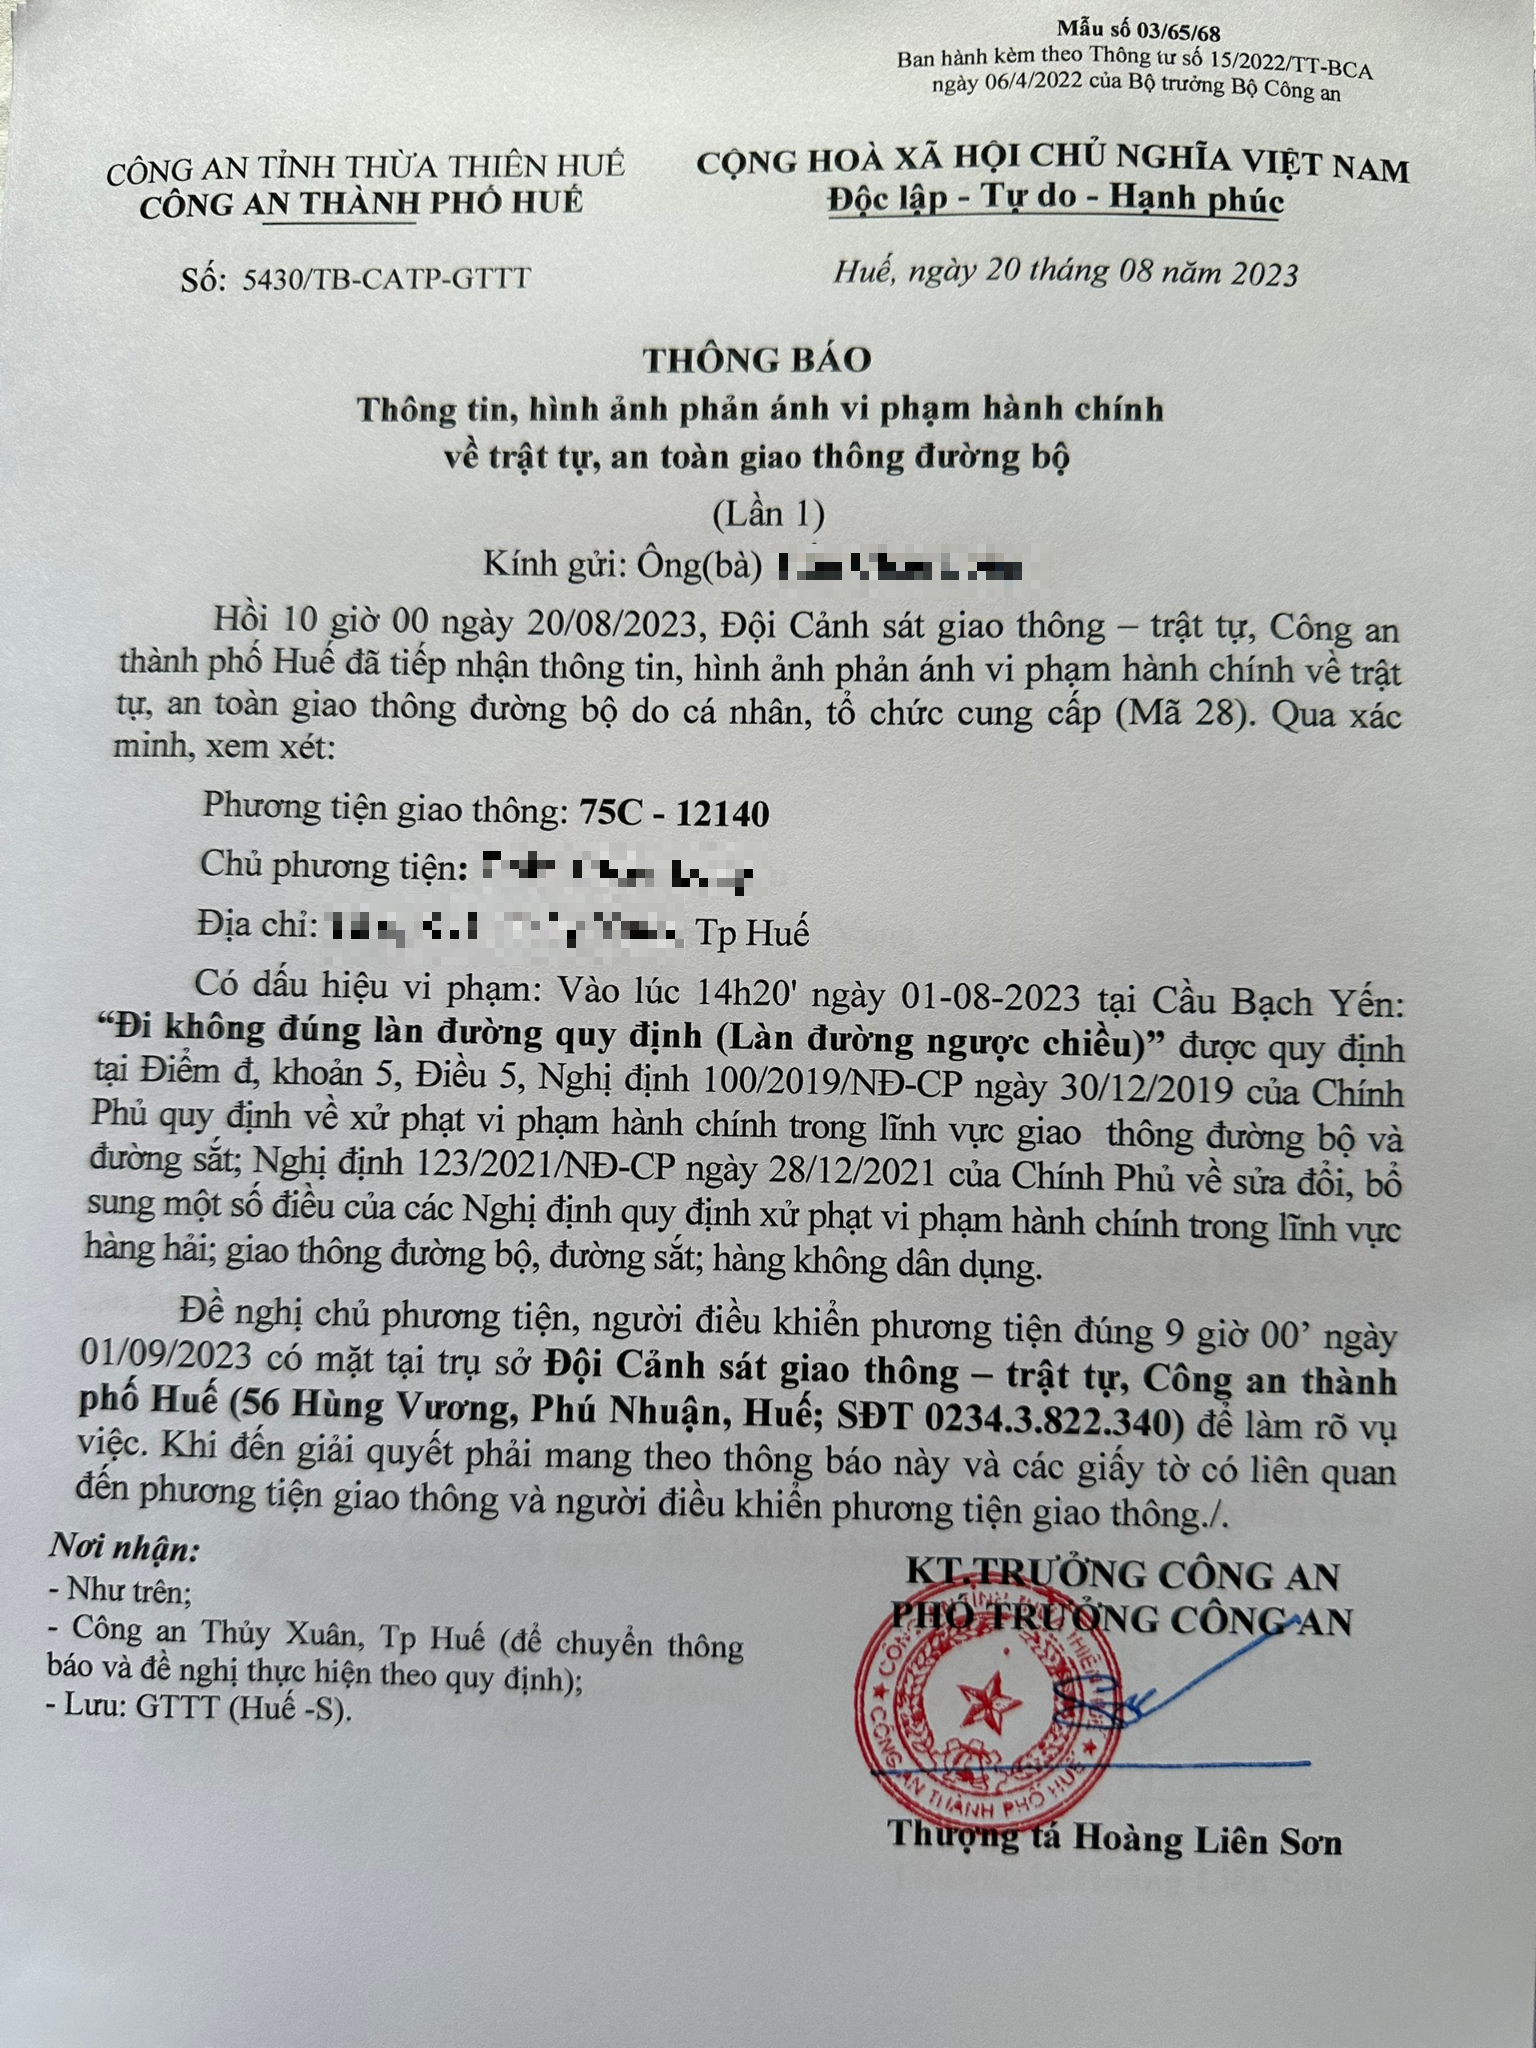 Mẫu số 03/65/68
Ban hành kèm theo Thông tư số 15/2022/TT-BCA
ngày 06/4/2022 của Bộ trưởng Bộ Công an
CÔNG AN TỈNH THỪA THIÊN HUẾ
CÔNG AN THÀNH PHỐ HUẾ
CỘNG HOÀ XÃ HỘI CHỦ NGHĨA VIỆT NAM
Độc lập - Tự do - Hạnh phúc
Số: 5430/TB-CATP-GTTT
Huế, ngày 20 tháng 08 năm 2023
THÔNG BÁO
Thông tin, hình ảnh phản ánh vi phạm hành chính
về trật tự, an toàn giao thông đường bộ
(Lần 1)
Kính gửi: Ông(bà)
Hồi 10 giờ 00 ngày 20/08/2023, Đội Cảnh sát giao thông – trật tự, Công an
thành phố Huế đã tiếp nhận thông tin, hình ảnh phản ánh vi phạm hành chính về trật
tự, an toàn giao thông đường bộ do cá nhân, tổ chức cung cấp (Mã 28). Qua xác
minh, xem xét:
Phương tiện giao thông: 75C - 12140
Chủ phương tiện:
Địa chỉ: Tp Huế
Có dấu hiệu vi phạm: Vào lúc 14h20' ngày 01-08-2023 tại Cầu Bạch Yến:
“Đi không đúng làn đường quy định (Làn đường ngược chiều)” được quy định
tại Điểm đ, khoản 5, Điều 5, Nghị định 100/2019/NĐ-CP ngày 30/12/2019 của Chính
Phủ quy định về xử phạt vi phạm hành chính trong lĩnh vực giao thông đường bộ và
đường sắt; Nghị định 123/2021/NĐ-CP ngày 28/12/2021 của Chính Phủ về sửa đổi, bổ
sung một số điều của các Nghị định quy định xử phạt vi phạm hành chính trong lĩnh vực
hàng hải; giao thông đường bộ, đường sắt; hàng không dân dụng.
Đề nghị chủ phương tiện, người điều khiển phương tiện đúng 9 giờ 00’ ngày
01/09/2023 có mặt tại trụ sở Đội Cảnh sát giao thông – trật tự, Công an thành
phố Huế (56 Hùng Vương, Phú Nhuận, Huế; SĐT 0234.3.822.340) để làm rõ vụ
việc. Khi đến giải quyết phải mang theo thông báo này và các giấy tờ có liên quan
đến phương tiện giao thông và người điều khiển phương tiện giao thông./.
Nơi nhận:
- Như trên;
- Công an Thủy Xuân, Tp Huế (để chuyển thông
báo và đề nghị thực hiện theo quy định);
- Lưu: GTTT (Huế -S).
KT.TRƯỞNG CÔNG AN
PHÓ TRƯỞNG CÔNG AN
CÔNG AN THÀNH PHỐ HUẾ
Thượng tá Hoàng Liên Sơn